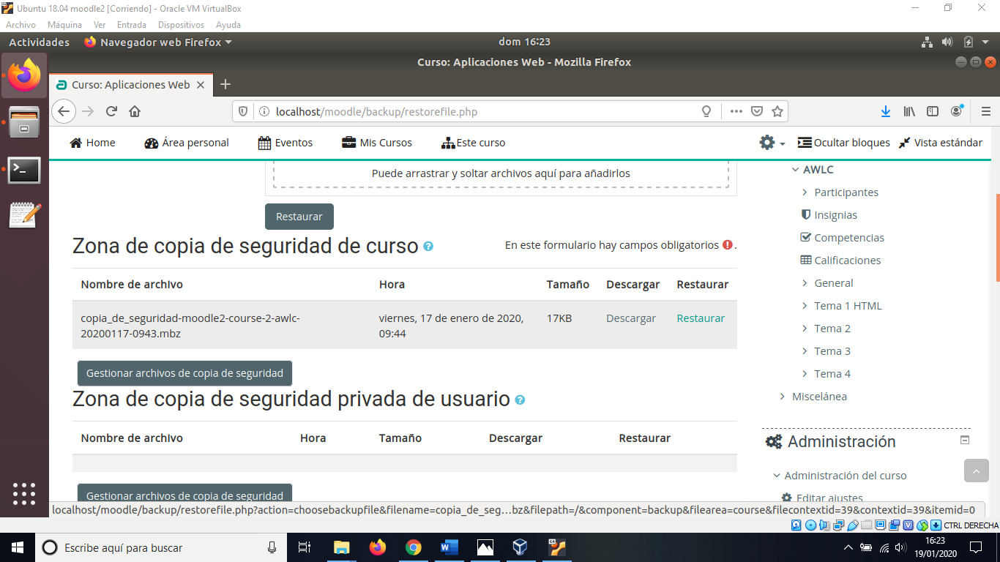 Ubuntu 18.04 moodle2 [Corriendo] - Oracle VM VirtualBox
Archivo Máquina Ver Entrada Dispositivos Ayuda
Actividades Navegador web Firefox dom 16:23
Curso: Aplicaciones Web - Mozilla Firefox
Curso: Aplicaciones Web
localhost/moodle/backup/restorefile.php
Home Área personal Eventos Mis Cursos Este curso Ocultar bloques Vista estándar
Puede arrastrar y soltar archivos aquí para añadirlos
Restaurar
Zona de copia de seguridad de curso
En este formulario hay campos obligatorios .
Nombre de archivo Hora Tamaño Descargar Restaurar
copia_de_seguridad-moodle2-course-2-awlc-
20200117-0943.mbz
viernes, 17 de enero de 2020,
09:44
17KB Descargar Restaurar
Gestionar archivos de copia de seguridad
Zona de copia de seguridad privada de usuario
Nombre de archivo Hora Tamaño Descargar Restaurar
Gestionar archivos de copia de seguridad
AWLC
Participantes
Insignias
Competencias
Calificaciones
General
Tema 1 HTML
Tema 2
Tema 3
Tema 4
Miscelánea
Administración
Administración del curso
Editar ajustes
localhost/moodle/backup/restorefile.php?action=choosebackupfile&filename=copia_de_seg...bz&filepath=/&component=backup&filearea=course&filecontextid=39&contextid=39&itemid=0
CTRL DERECHA
Escribe aquí para buscar
16:23
19/01/2020